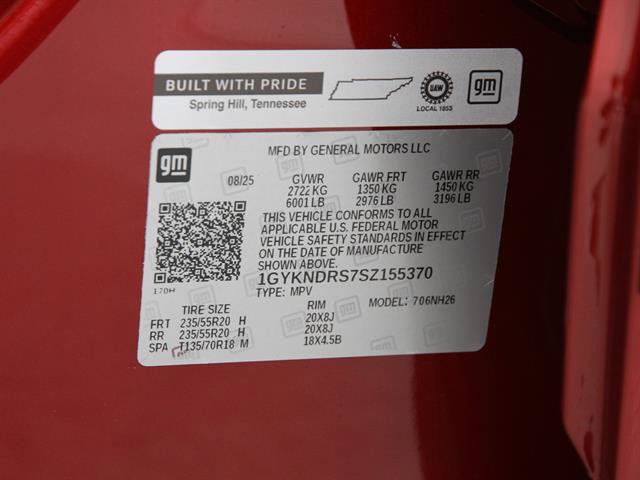 BUILT WITH PRIDE
Spring Hill, Tennessee
UAW
LOCAL 1853
gm
gm
MFD BY GENERAL MOTORS LLC
08/25 GVWR GAWR FRT GAWR RR
2722 KG 1350 KG 1450 KG
6001 LB 2976 LB 3196 LB
THIS VEHICLE CONFORMS TO ALL
APPLICABLE U.S. FEDERAL MOTOR
VEHICLE SAFETY STANDARDS IN EFFECT
ON THE DATE OF MANUFACTURE
SHOWN ABOVE.
1GYKNDRS7SZ155370
170H
TYPE: MPV MODEL: 706NH26
TIRE SIZE RIM
FRT 235/55R20 H 20X8J
RR 235/55R20 H 20X8J
SPA T135/70R18 M 18X4.5B